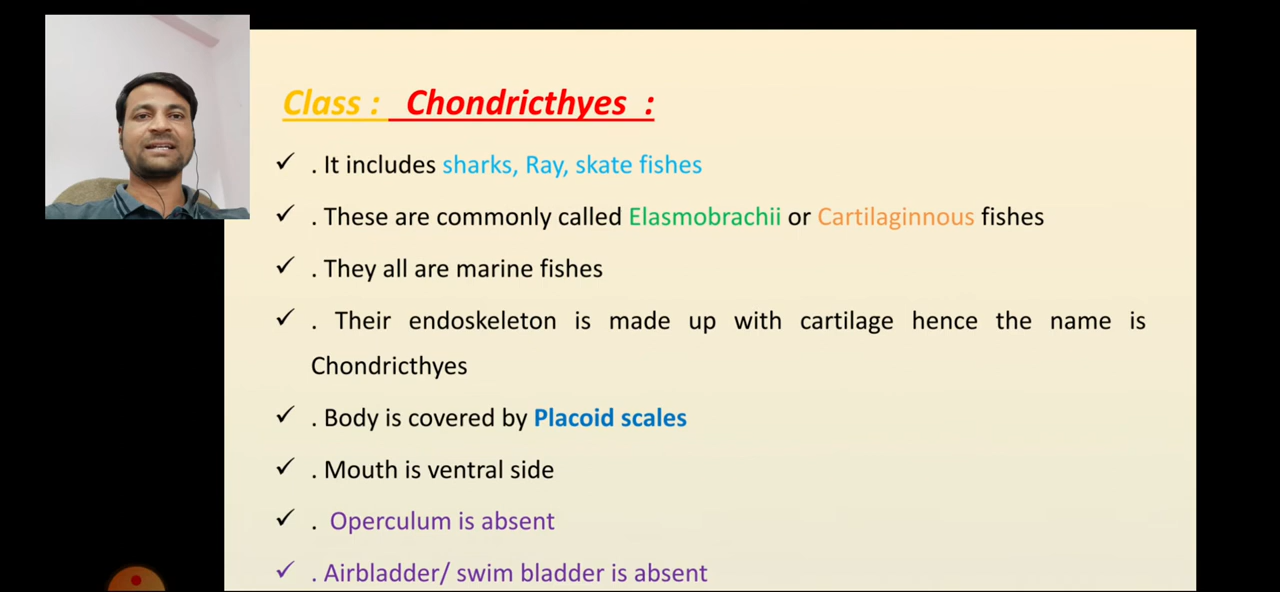 Class : Chondricthyes :
✓ . It includes sharks, Ray, skate fishes
✓ . These are commonly called Elasmobrachii or Cartilaginnous fishes
✓ . They all are marine fishes
✓ . Their endoskeleton is made up with cartilage hence the name is
Chondricthyes
✓ . Body is covered by Placoid scales
✓ . Mouth is ventral side
✓ . Operculum is absent
✓ . Airbladder/ swim bladder is absent